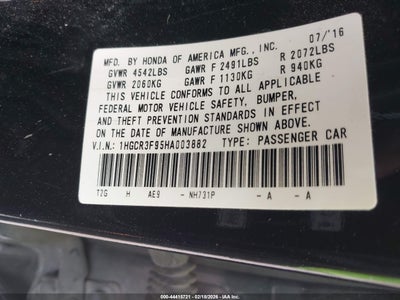 MFD. BY HONDA OF AMERICA MFG., INC. 07/'16
GVWR 4542LBS GAWR F 2491LBS R 2072LBS
GVWR 2060KG GAWR F 1130KG R 940KG
THIS VEHICLE CONFORMS TO ALL APPLICABLE
FEDERAL MOTOR VEHICLE SAFETY, BUMPER,
AND THEFT PREVENTION STANDARDS IN EFFECT
ON THE DATE OF MANUFACTURE SHOWN ABOVE.
V.I.N.: 1HGCR3F95HA003882 TYPE: PASSENGER CAR
T2G H AE9 - NH731P - A - A
000-44415721 - 02/18/2026 - IAA Inc.